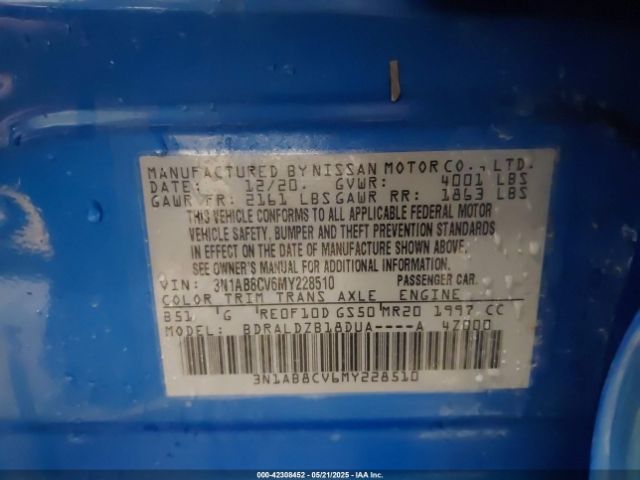 MANUFACTURED BY NISSAN MOTOR CO., LTD.
DATE: 12/20. GVWR: 4001 LBS
GAWR FR: 2161 LBS GAWR RR: 1863 LBS
THIS VEHICLE CONFORMS TO ALL APPLICABLE FEDERAL MOTOR
VEHICLE SAFETY, BUMPER AND THEFT PREVENTION STANDARDS
IN EFFECT ON THE DATE OF MANUFACTURE SHOWN ABOVE.
SEE OWNER'S MANUAL FOR ADDITIONAL INFORMATION.
VIN: 3N1AB8CV6MY228510 PASSENGER CAR.
COLOR TRIM TRANS AXLE ENGINE
B51 G RE0F10D GS50 MR20 1997 CC
MODEL BDRALDZB18DUA----A 4Z000
3N1AB8CV6MY228510
000-42308452 - 05/21/2025 - IAAI.COM